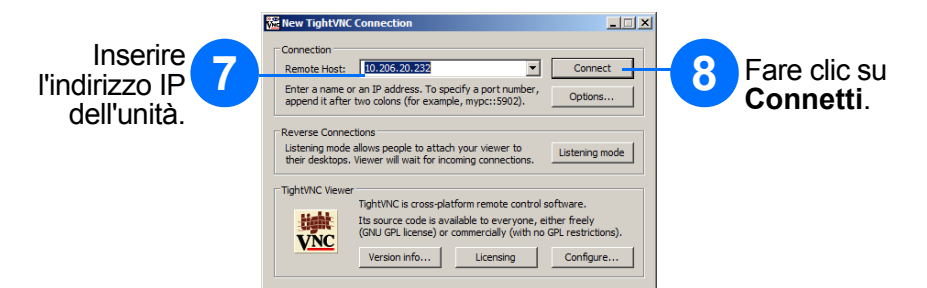 New TightVNC Connection
Inserire
l'indirizzo IP
dell'unità.
7
Connection
Remote Host: 10.206.20.232 Connect
Enter a name or an IP address. To specify a port number,
append it after two colons (for example, mypc::5902).
Options...
8
Fare clic su
Connetti.
Reverse Connections
Listening mode allows people to attach your viewer to
their desktops. Viewer will wait for incoming connections.
Listening mode
TightVNC Viewer
TightVNC is cross-platform remote control software.
Its source code is available to everyone, either freely
(GNU GPL license) or commercially (with no GPL restrictions).
tight
VNC
Version info... Licensing Configure...